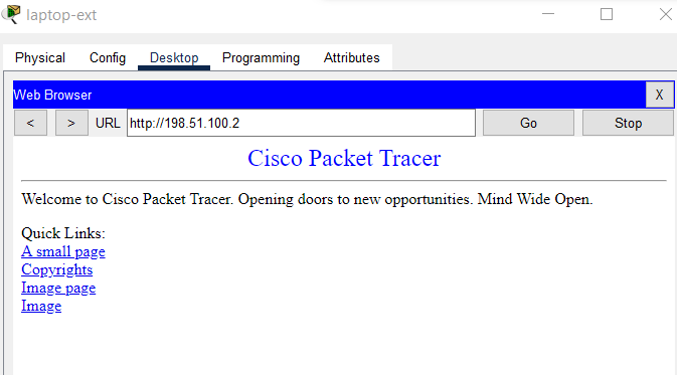 laptop-ext
Physical Config Desktop Programming Attributes
Web Browser X
< > URL http://198.51.100.2 Go Stop
Cisco Packet Tracer
Welcome to Cisco Packet Tracer. Opening doors to new opportunities. Mind Wide Open.
Quick Links:
A small page
Copyrights
Image page
Image